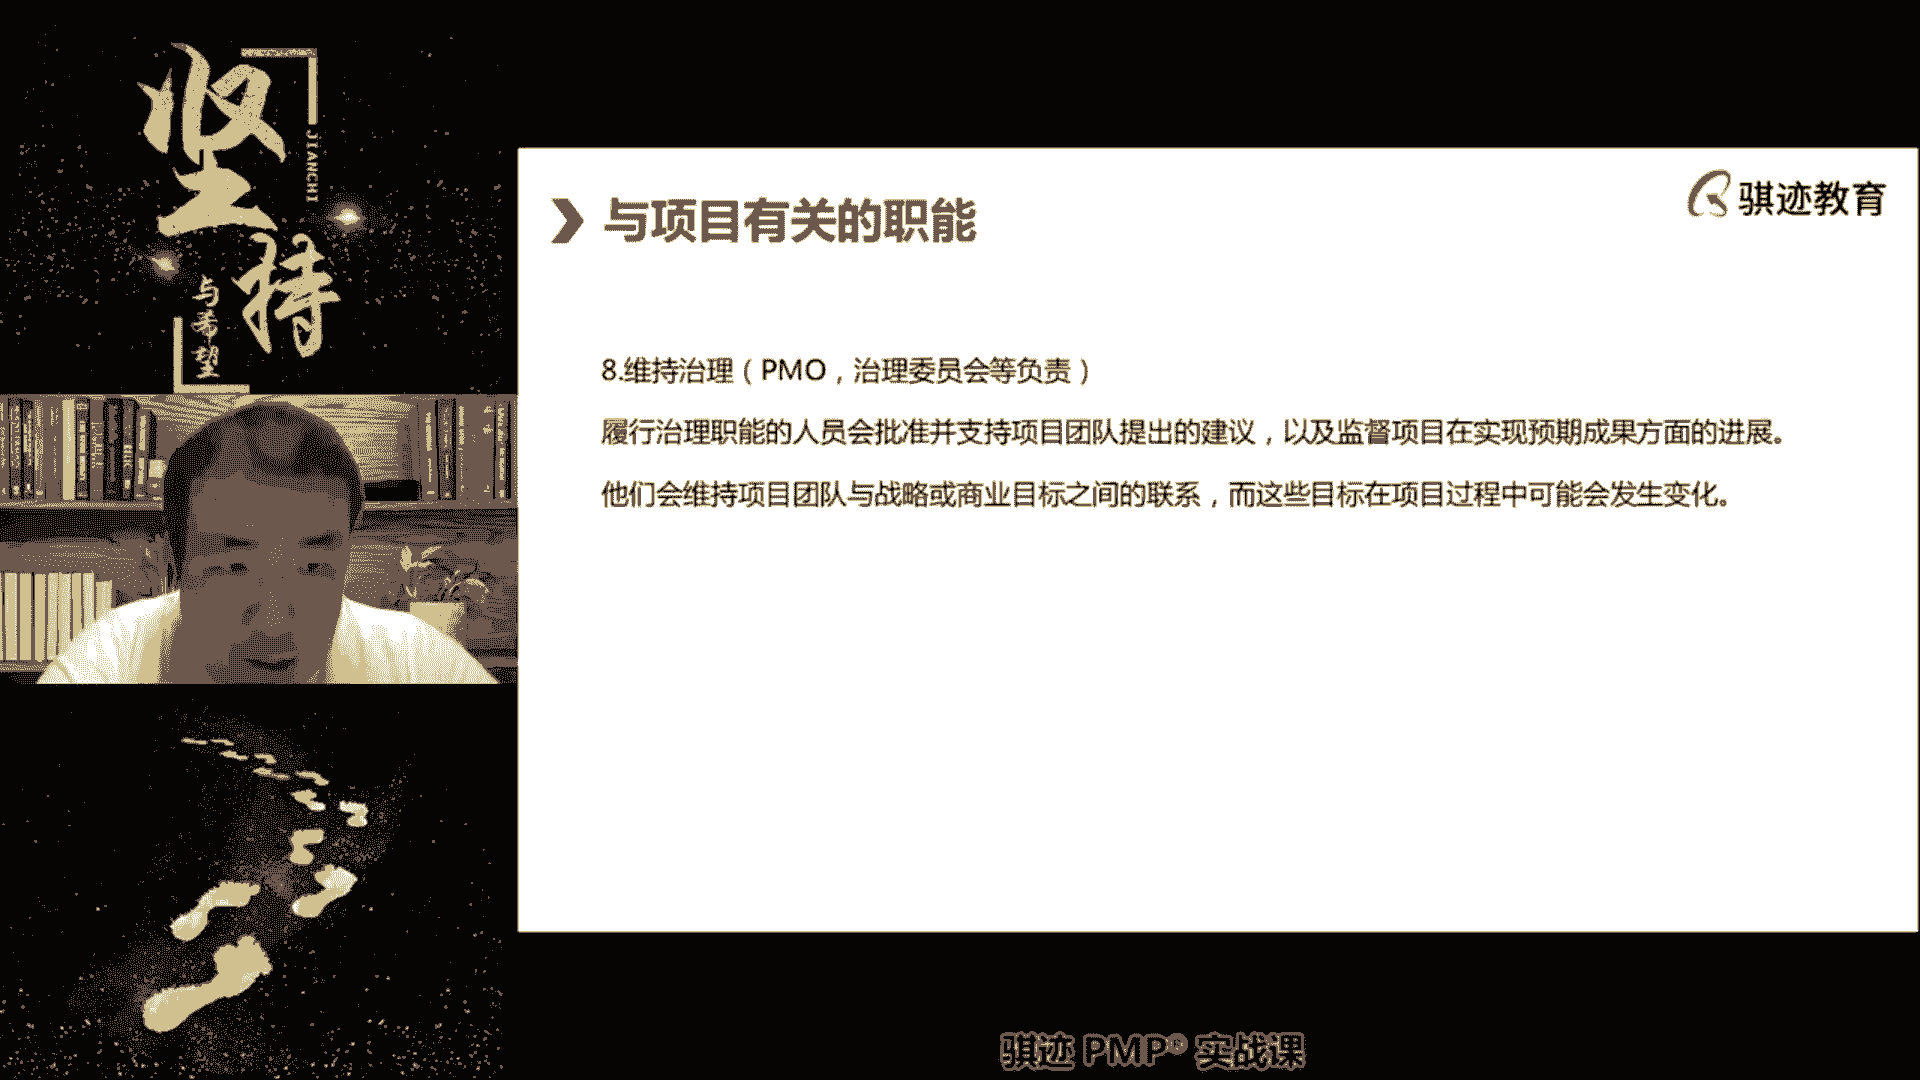 坚持
JIANCHI
与希望
骐迹教育
与项目有关的职能
8.维持治理（PMO，治理委员会等负责）
履行治理职能的人员会批准并支持项目团队提出的建议，以及监督项目在实现预期成果方面的进展。
他们会维持项目团队与战略或商业目标之间的联系，而这些目标在项目过程中可能会发生变化。
骐迹 PMP® 实战课